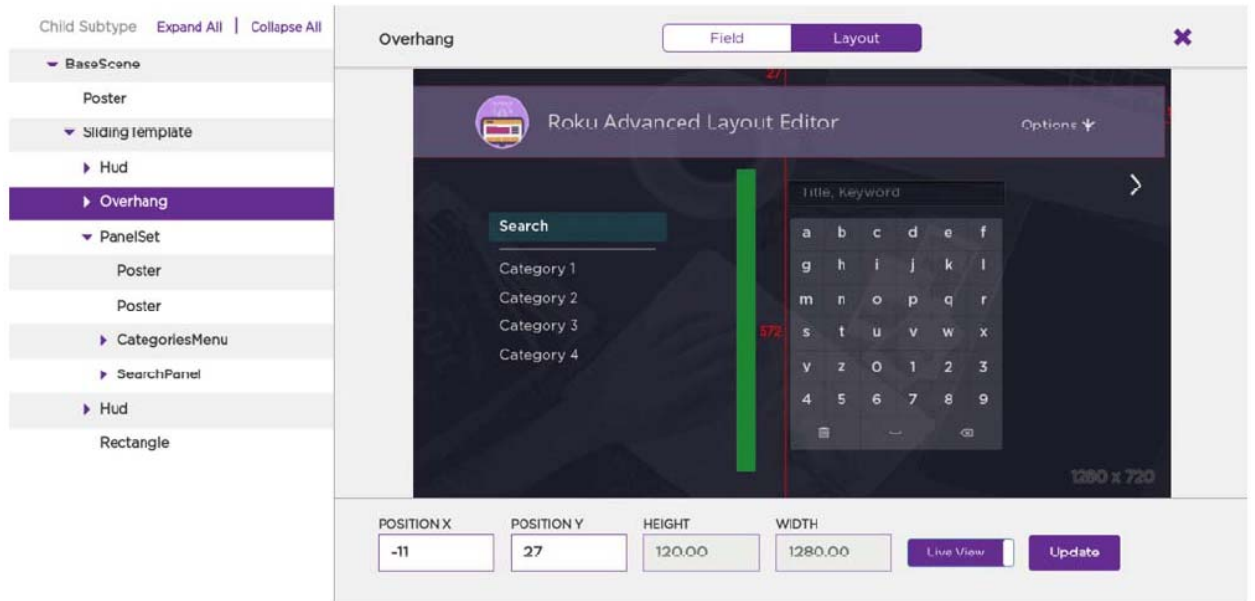 Child Subtype Expand All | Collapse All
BaseScene
Poster
SlidingTemplate
Hud
Overhang
PanelSet
Poster
Poster
CategoriesMenu
SearchPanel
Hud
Rectangle
Overhang
Field Layout
27
Roku Advanced Layout Editor
Options
Title, Keyword
Search
Category 1
Category 2
Category 3
Category 4
a b c d e f
g h i j k l
m n o p q r
572
s t u v w x
y z 0 1 2 3
4 5 6 7 8 9
1280 x 720
POSITION X POSITION Y HEIGHT WIDTH
-11 27 120.00 1280.00 Live View Update